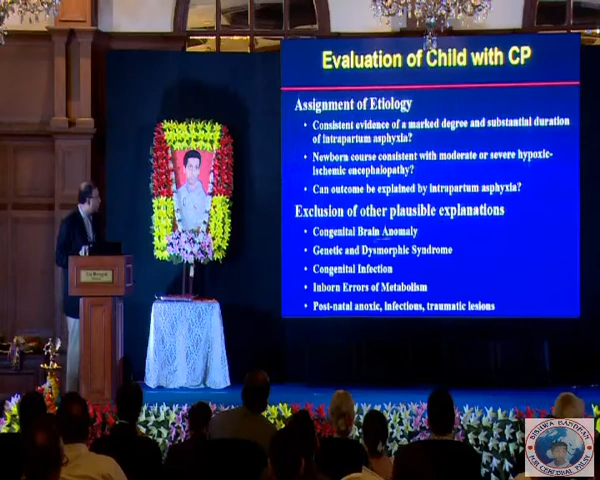 Evaluation of Child with CP
Assignment of Etiology
• Consistent evidence of a marked degree and substantial duration
of intrapartum asphyxia?
• Newborn course consistent with moderate or severe hypoxic-
ischemic encephalopathy?
• Can outcome be explained by intrapartum asphyxia?
Exclusion of other plausible explanations
• Congenital Brain Anomaly
• Genetic and Dysmorphic Syndrome
• Congenital Infection
• Inborn Errors of Metabolism
• Post-natal anoxic, infectious, traumatic lesions
FOR CEREBRAL PALSY